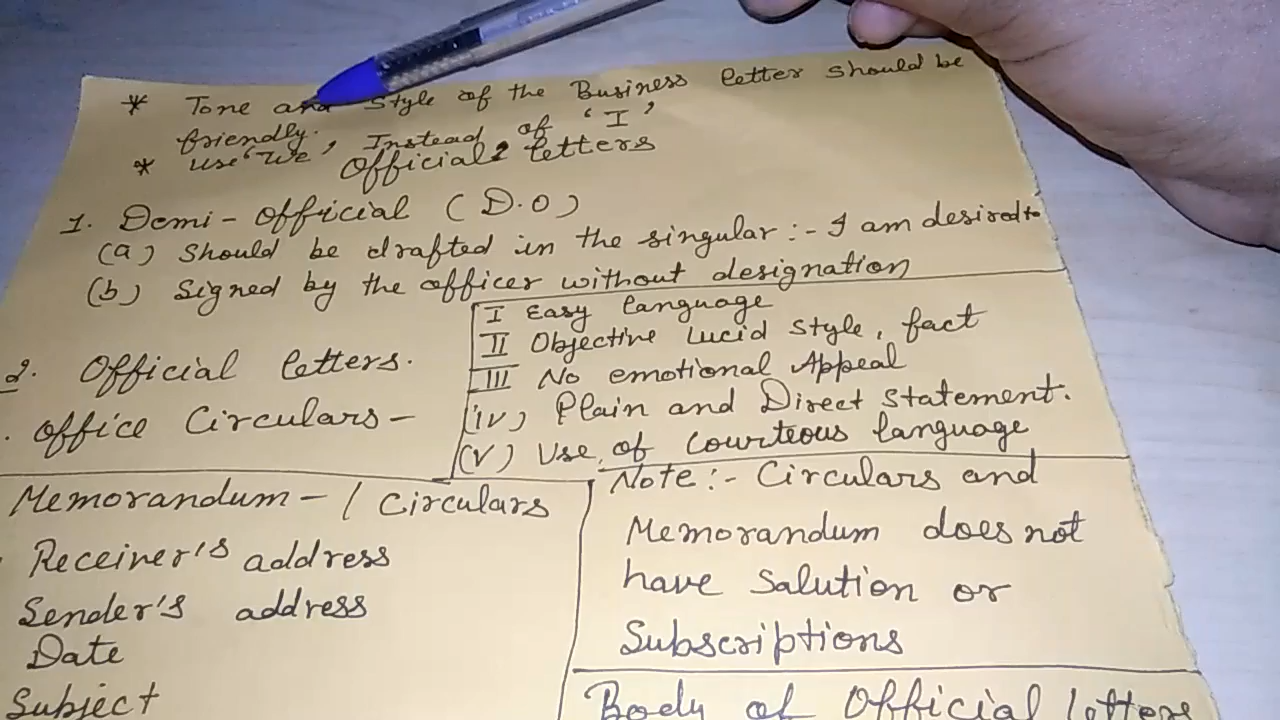 * Tone and Style of the Business letter should be
friendly.
* use 'we', Instead of 'I'
Official letters
1. Demi-Official (D.O)
(a) Should be drafted in the singular :- I am desired to
(b) Signed by the officer without designation
2. Official letters.
I Easy language
II Objective Lucid Style, fact
III No emotional Appeal
(iv) Plain and Direct Statement.
(v) Use of Courteous language
. Office Circulars -
Memorandum - / Circulars
Receiver's address
Sender's address
Date
Subject
Note:- Circulars and
Memorandum does not
have Salution or
Subscriptions
Body of Official letters